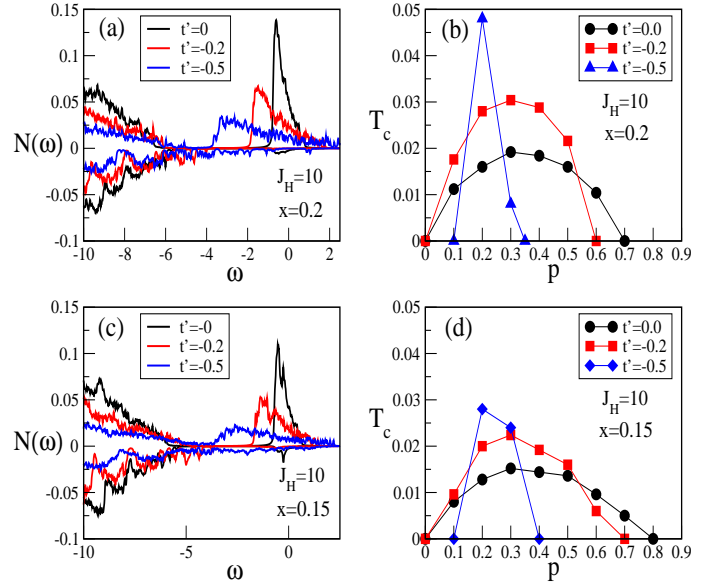 (a)
t'=0
t'=-0.2
t'=-0.5
J_H=10
x=0.2
N(ω)
0.15
0.1
0.05
0
-0.05
-0.1
-10 -8 -6 -4 -2 0 2
ω
(b)
t'=0.0
t'=-0.2
t'=-0.5
J_H=10
x=0.2
T_c
0.05
0.04
0.03
0.02
0.01
0
0 0.1 0.2 0.3 0.4 0.5 0.6 0.7 0.8 0.9
p
(c)
t'=-0
t'=-0.2
t'=-0.5
J_H=10
x=0.15
N(ω)
0.15
0.1
0.05
0
-0.05
-0.1
-10 -5 0
ω
(d)
t'=0.0
t'=-0.2
t'=-0.5
J_H=10
x=0.15
T_c
0.05
0.04
0.03
0.02
0.01
0
0 0.1 0.2 0.3 0.4 0.5 0.6 0.7 0.8 0.9
p